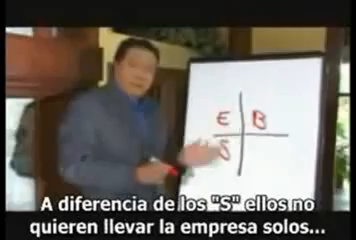 E B
S
A diferencia de los "S" ellos no
quieren llevar la empresa solos...